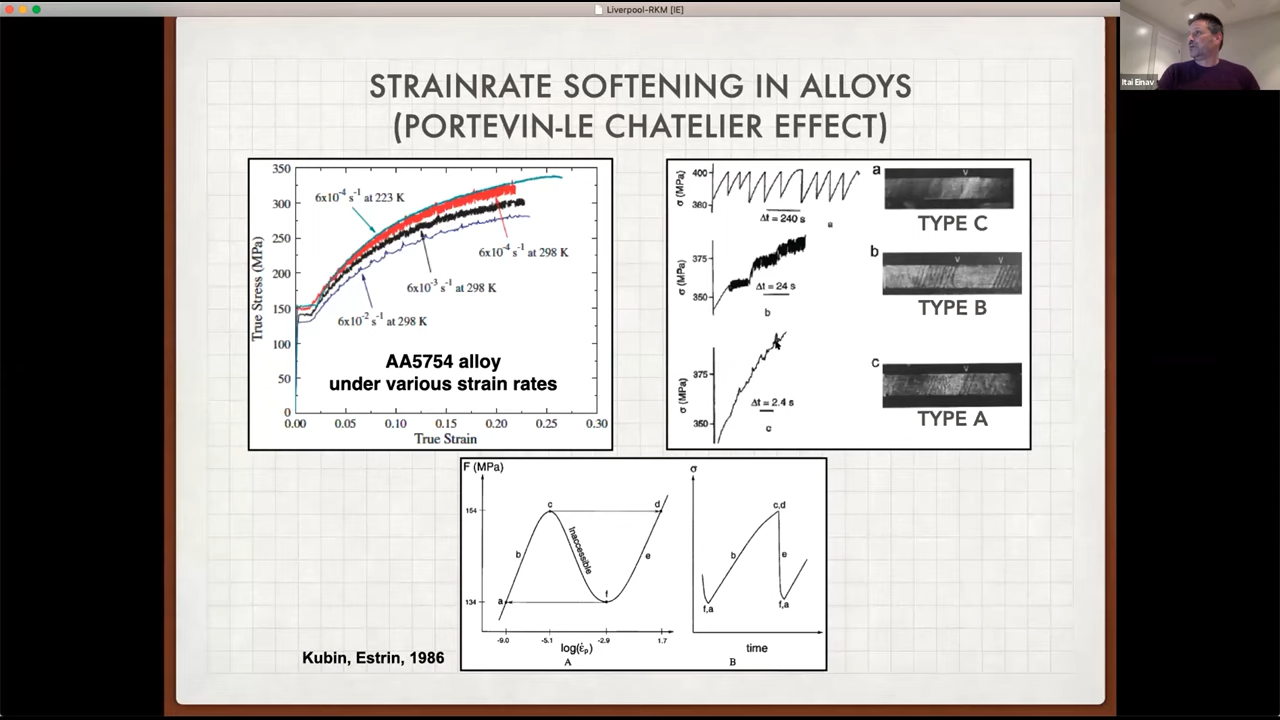 Liverpool-RKM [IE]
Itai Einav
STRAINRATE SOFTENING IN ALLOYS
(PORTEVIN-LE CHATELIER EFFECT)
350
300
250
200
150
100
50
0
0.00 0.05 0.10 0.15 0.20 0.25 0.30
True Stress (MPa)
True Strain
6x10⁻⁴ s⁻¹ at 223 K
6x10⁻⁴ s⁻¹ at 298 K
6x10⁻³ s⁻¹ at 298 K
6x10⁻² s⁻¹ at 298 K
AA5754 alloy
under various strain rates
σ (MPa)
400
380
Δt = 240 s
a
σ (MPa)
375
350
Δt = 24 s
b
σ (MPa)
375
350
Δt = 2.4 s
c
a
TYPE C
b
TYPE B
c
TYPE A
F (MPa)
164
134
a
b
c
d
e
f
Inaccessible
-9.0 -5.1 -2.9 1.7
log(ε̇p)
A
σ
c,d
b
e
f,a
f,a
time
B
Kubin, Estrin, 1986